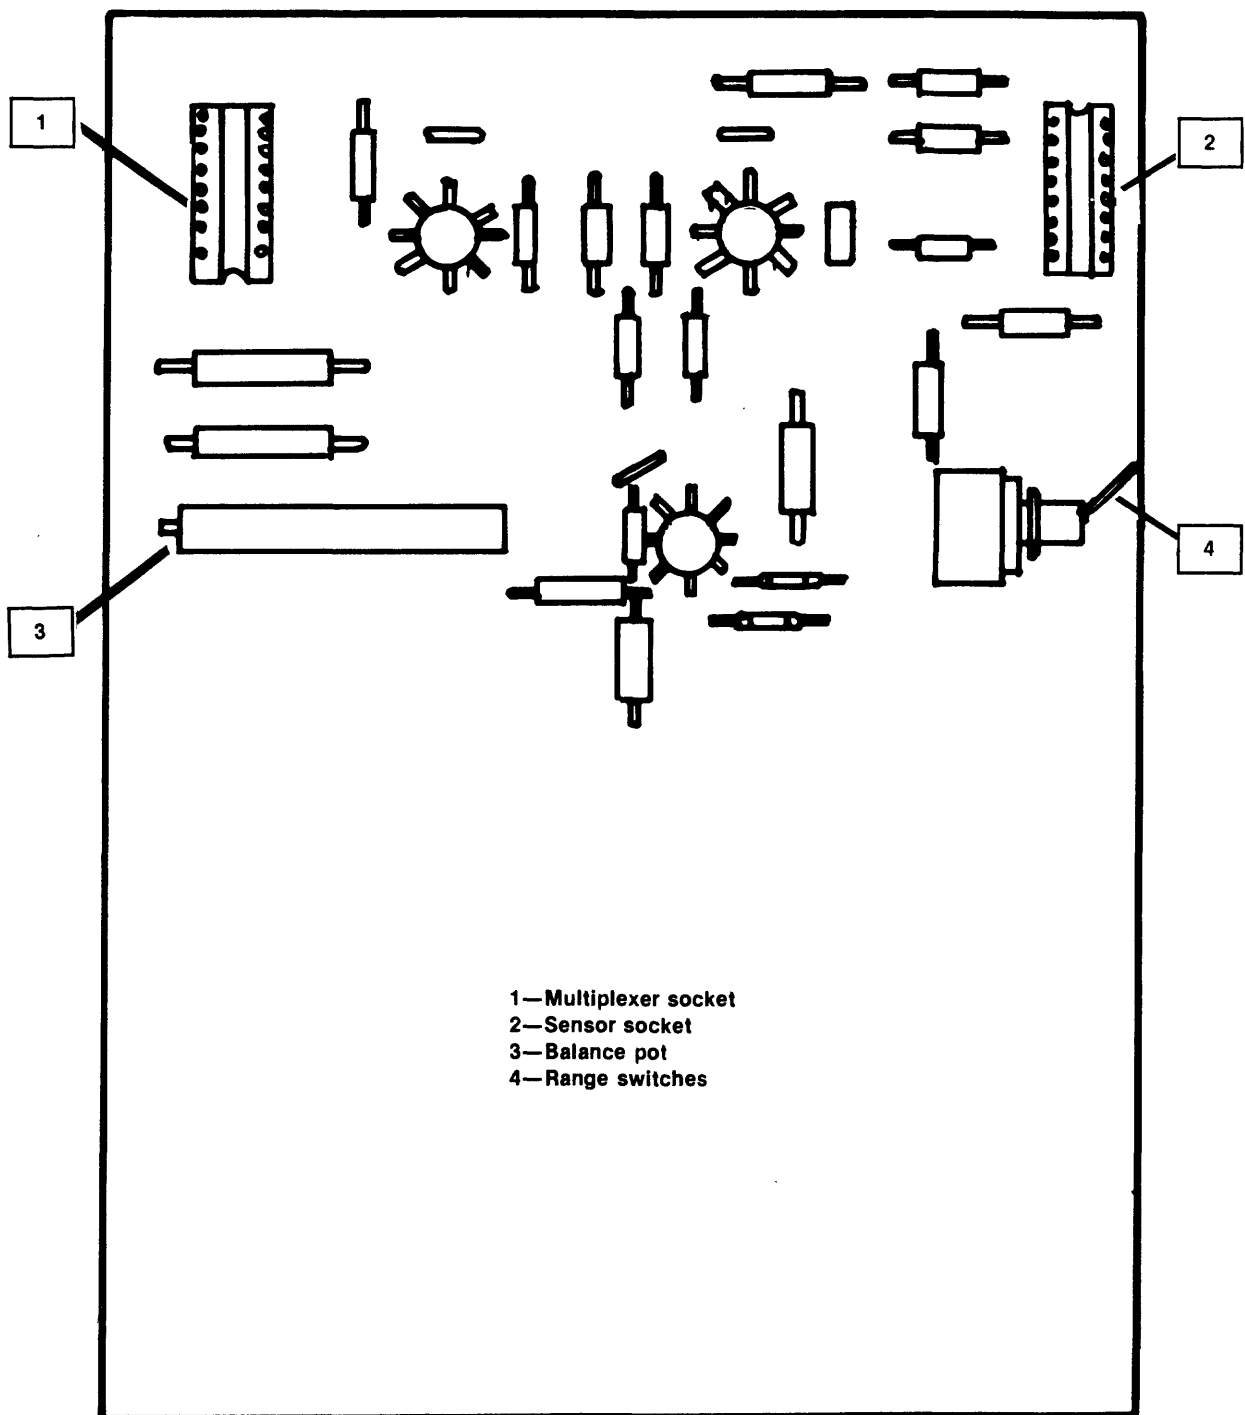 1
2
3
4
1—Multiplexer socket
2—Sensor socket
3—Balance pot
4—Range switches